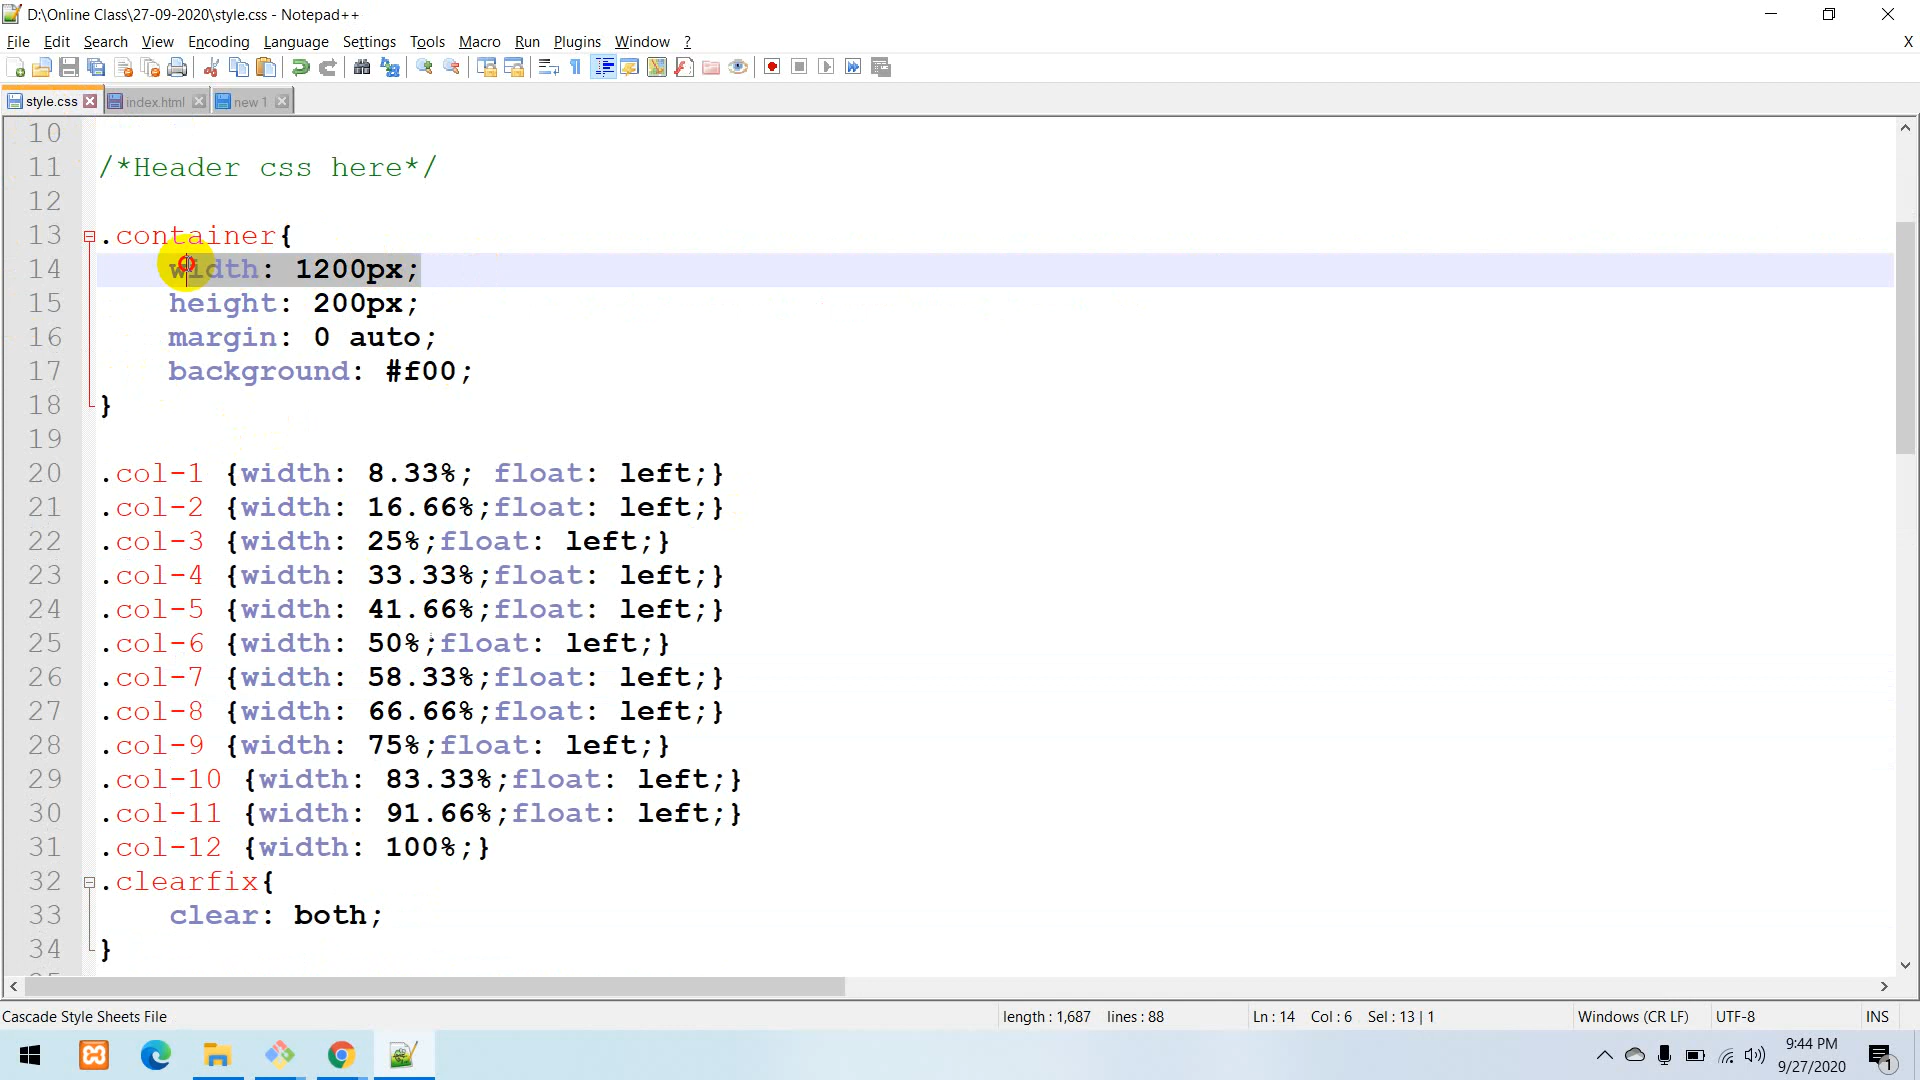 D:\Online Class\27-09-2020\style.css - Notepad++
File Edit Search View Encoding Language Settings Tools Macro Run Plugins Window ? X
style.css index.html new 1
10
11 /*Header css here*/
12
13 .container{
14 width: 1200px;
15 height: 200px;
16 margin: 0 auto;
17 background: #f00;
18 }
19
20 .col-1 {width: 8.33%; float: left;}
21 .col-2 {width: 16.66%;float: left;}
22 .col-3 {width: 25%;float: left;}
23 .col-4 {width: 33.33%;float: left;}
24 .col-5 {width: 41.66%;float: left;}
25 .col-6 {width: 50%;float: left;}
26 .col-7 {width: 58.33%;float: left;}
27 .col-8 {width: 66.66%;float: left;}
28 .col-9 {width: 75%;float: left;}
29 .col-10 {width: 83.33%;float: left;}
30 .col-11 {width: 91.66%;float: left;}
31 .col-12 {width: 100%;}
32 .clearfix{
33 clear: both;
34 }
Cascade Style Sheets File length : 1,687 lines : 88 Ln : 14 Col : 6 Sel : 13 | 1 Windows (CR LF) UTF-8 INS
9:44 PM
9/27/2020
1